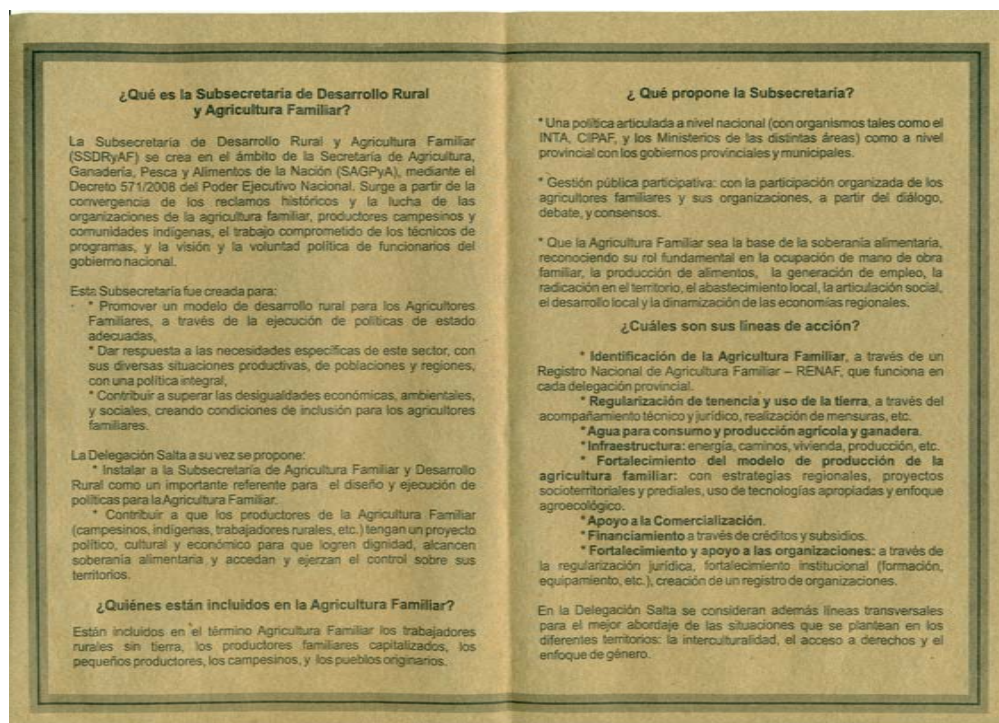 ¿Qué es la Subsecretaría de Desarrollo Rural
y Agricultura Familiar?
La Subsecretaría de Desarrollo Rural y Agricultura Familiar
(SSDRyAF) se crea en el ámbito de la Secretaría de Agricultura,
Ganadería, Pesca y Alimentos de la Nación (SAGPyA), mediante el
Decreto 571/2008 del Poder Ejecutivo Nacional. Surge a partir de la
convergencia de los reclamos históricos y la lucha de las
organizaciones de la agricultura familiar, productores campesinos y
comunidades indígenas, el trabajo comprometido de los técnicos de
programas, y la visión y la voluntad política de funcionarios del
gobierno nacional.
Esta Subsecretaría fue creada para:
* Promover un modelo de desarrollo rural para los Agricultores
Familiares, a través de la ejecución de políticas de estado
adecuadas,
* Dar respuesta a las necesidades específicas de este sector, con
sus diversas situaciones productivas, de poblaciones y regiones,
con una política integral,
* Contribuir a superar las desigualdades económicas, ambientales,
y sociales, creando condiciones de inclusión para los agricultores
familiares.
La Delegación Salta a su vez se propone:
* Instalar a la Subsecretaría de Agricultura Familiar y Desarrollo
Rural como un importante referente para el diseño y ejecución de
políticas para la Agricultura Familiar.
* Contribuir a que los productores de la Agricultura Familiar
(campesinos, indígenas, trabajadores rurales, etc.) tengan un proyecto
político, cultural y económico para que logren dignidad, alcancen
soberanía alimentaria y accedan y ejerzan el control sobre sus
territorios.
¿Quiénes están incluidos en la Agricultura Familiar?
Están incluidos en el término Agricultura Familiar los trabajadores
rurales sin tierra, los productores familiares capitalizados, los
pequeños productores, los campesinos, y los pueblos originarios.
¿ Qué propone la Subsecretaría?
* Una política articulada a nivel nacional (con organismos tales como el
INTA, CIPAF, y los Ministerios de las distintas áreas) como a nivel
provincial con los gobiernos provinciales y municipales.
* Gestión pública participativa: con la participación organizada de los
agricultores familiares y sus organizaciones, a partir del diálogo,
debate, y consensos.
* Que la Agricultura Familiar sea la base de la soberanía alimentaria,
reconociendo su rol fundamental en la ocupación de mano de obra
familiar, la producción de alimentos, la generación de empleo, la
radicación en el territorio, el abastecimiento local, la articulación social,
el desarrollo local y la dinamización de las economías regionales.
¿Cuáles son sus líneas de acción?
* Identificación de la Agricultura Familiar, a través de un
Registro Nacional de Agricultura Familiar – RENAF, que funciona en
cada delegación provincial.
* Regularización de tenencia y uso de la tierra, a través del
acompañamiento técnico y jurídico, realización de mensuras, etc.
* Agua para consumo y producción agrícola y ganadera.
* Infraestructura: energía, caminos, vivienda, producción, etc.
* Fortalecimiento del modelo de producción de la
agricultura familiar: con estrategias regionales, proyectos
socioterritoriales y prediales, uso de tecnologías apropiadas y enfoque
agroecológico.
* Apoyo a la Comercialización.
* Financiamiento a través de créditos y subsidios.
* Fortalecimiento y apoyo a las organizaciones: a través de
la regularización jurídica, fortalecimiento institucional (formación,
equipamiento, etc.), creación de un registro de organizaciones.
En la Delegación Salta se consideran además líneas transversales
para el mejor abordaje de las situaciones que se plantean en los
diferentes territorios: la interculturalidad, el acceso a derechos y el
enfoque de género.